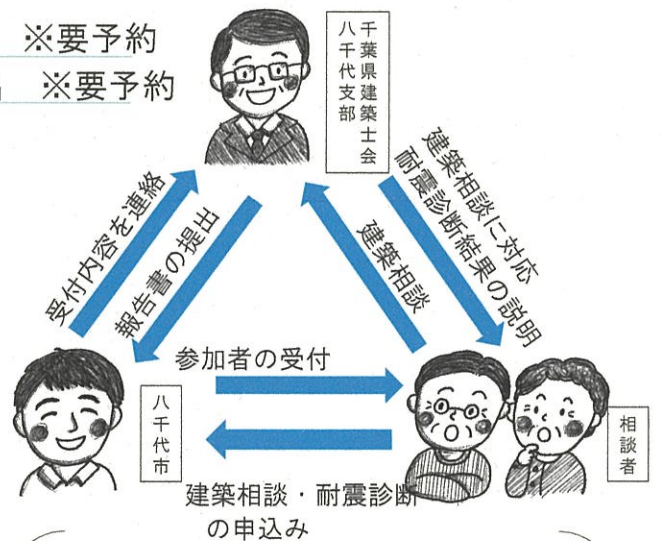 ※要予約
※要予約
千葉県建築士会
八千代支部
受付内容を連絡
報告書の提出
建築相談
建築相談に対応
耐震診断結果の説明
参加者の受付
八千代市
相談者
建築相談・耐震診断
の申込み